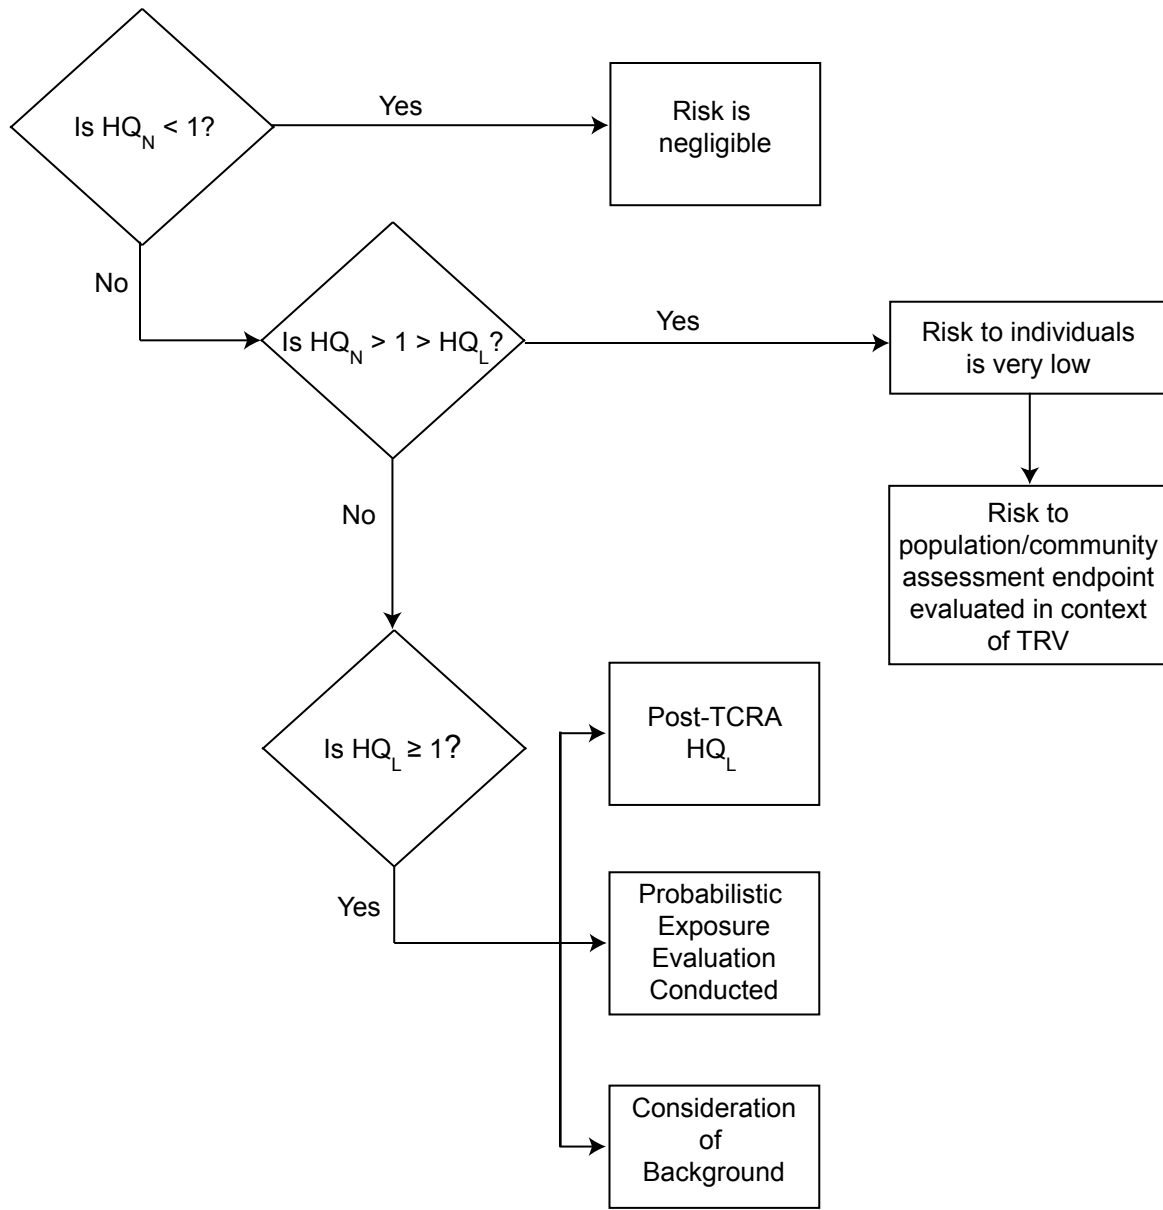 Is HQN < 1?
Yes
Risk is
negligible
No
Is HQN > 1 > HQL?
Yes
Risk to individuals
is very low
Risk to
population/community
assessment endpoint
evaluated in context
of TRV
No
Is HQL ≥ 1?
Post-TCRA
HQL
Yes
Probabilistic
Exposure
Evaluation
Conducted
Consideration
of
Background